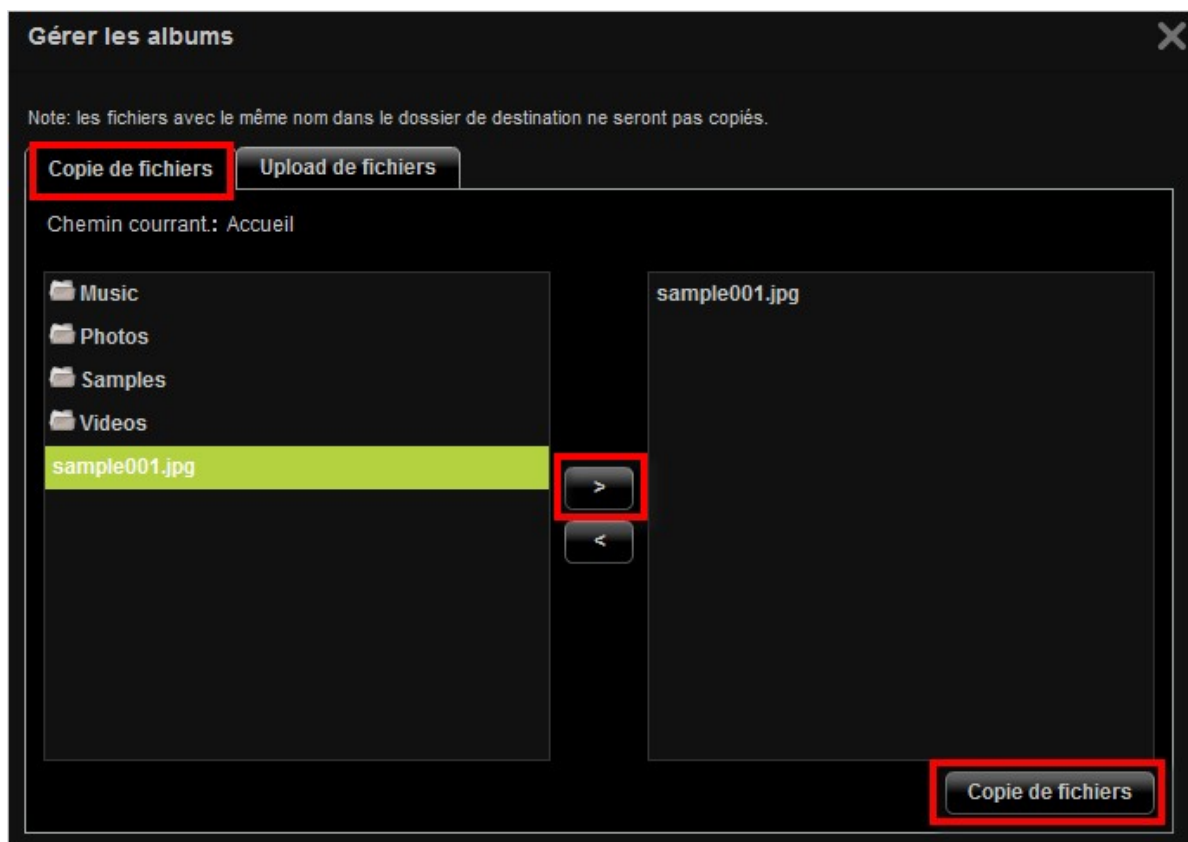 Gérer les albums
Note: les fichiers avec le même nom dans le dossier de destination ne seront pas copiés.
Copie de fichiers
Upload de fichiers
Chemin courrant.: Accueil
Music
Photos
Samples
Videos
sample001.jpg
sample001.jpg
>
<
Copie de fichiers